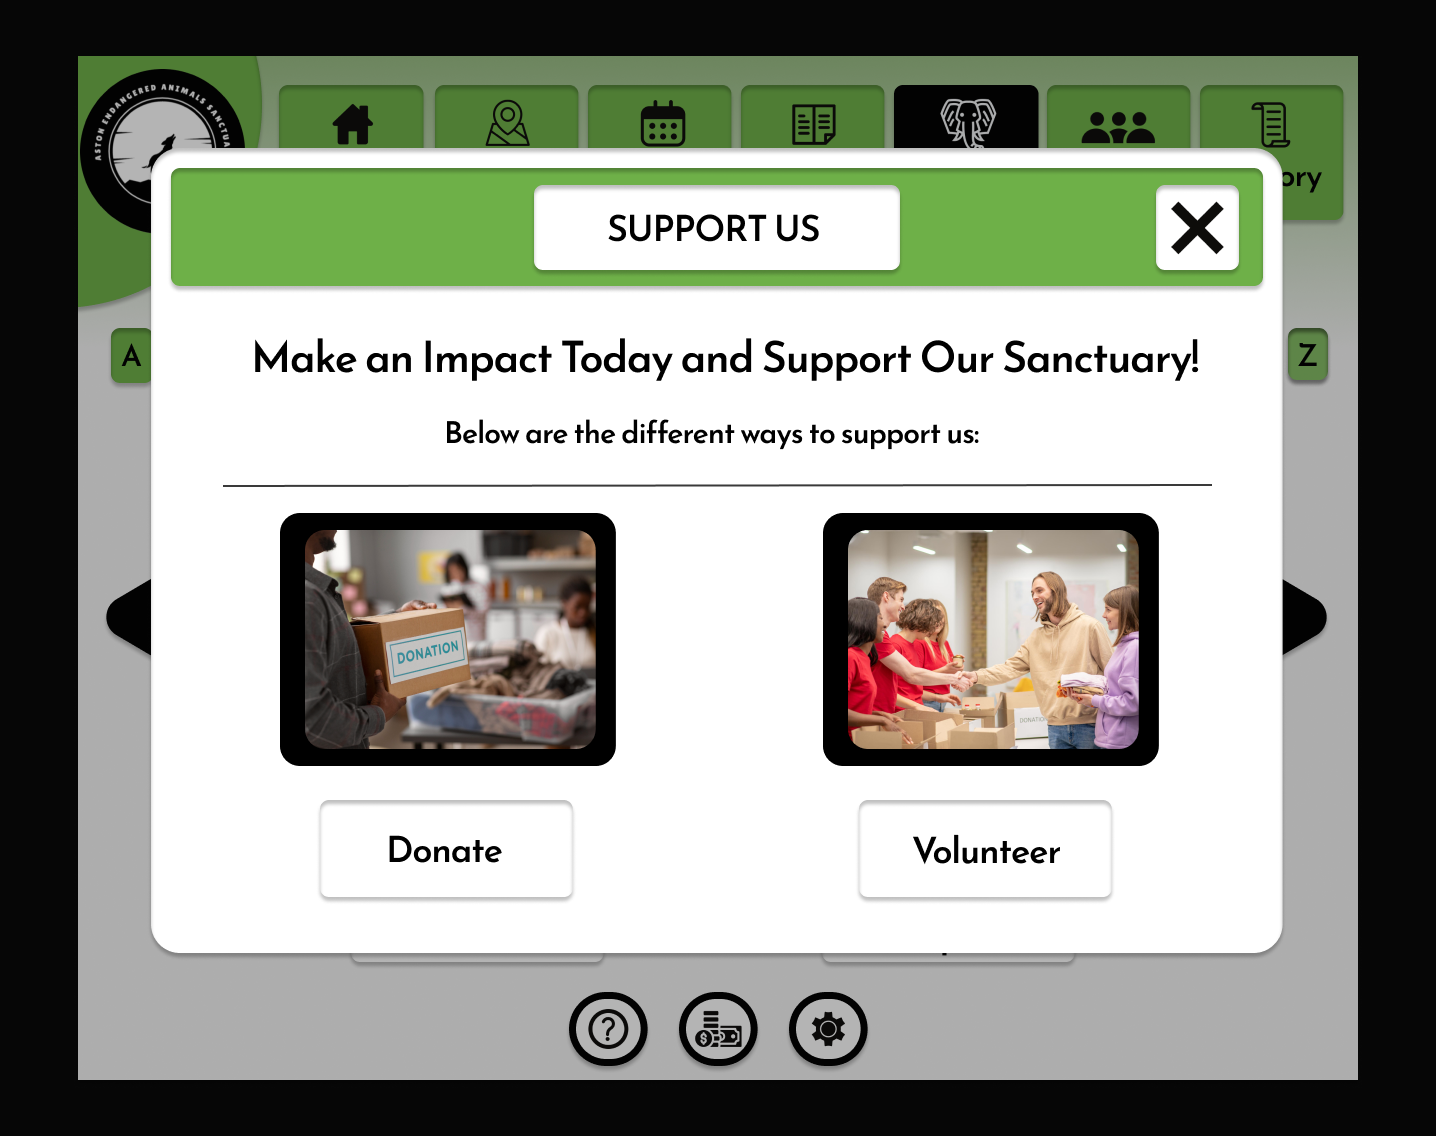 ASTON ENDANGERED ANIMALS
ory
SUPPORT US
A
Z
Make an Impact Today and Support Our Sanctuary!
Below are the different ways to support us:
DONATION
Donate
Volunteer